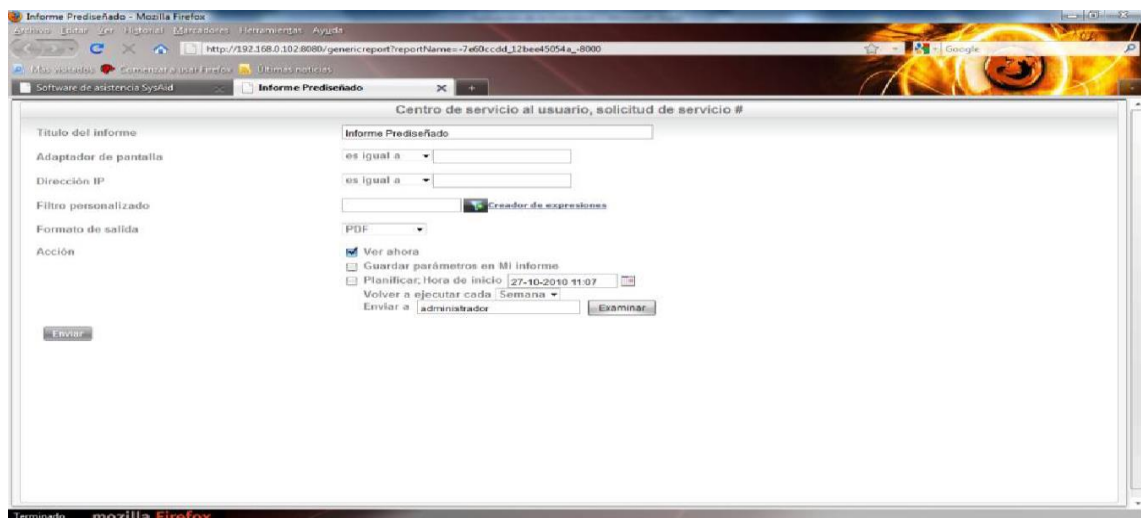 Informe Prediseñado - Mozilla Firefox
Archivo Editar Ver Historial Marcadores Herramientas Ayuda
http://192.168.0.102:8080/genericreport?reportName=-7e60ccdd_12bee45054a_-8000
Google
Más visitados Comenzar a usar Firefox Últimas noticias
Software de asistencia SysAid Informe Prediseñado
Centro de servicio al usuario, solicitud de servicio #
Titulo del informe Informe Prediseñado
Adaptador de pantalla es igual a
Dirección IP es igual a
Filtro personalizado Creador de expresiones
Formato de salida PDF
Acción Ver ahora
Guardar parámetros en Mi informe
Planificar; Hora de inicio 27-10-2010 11:07
Volver a ejecutar cada Semana
Enviar a administrador Examinar
Enviar
Terminado mozilla Firefox